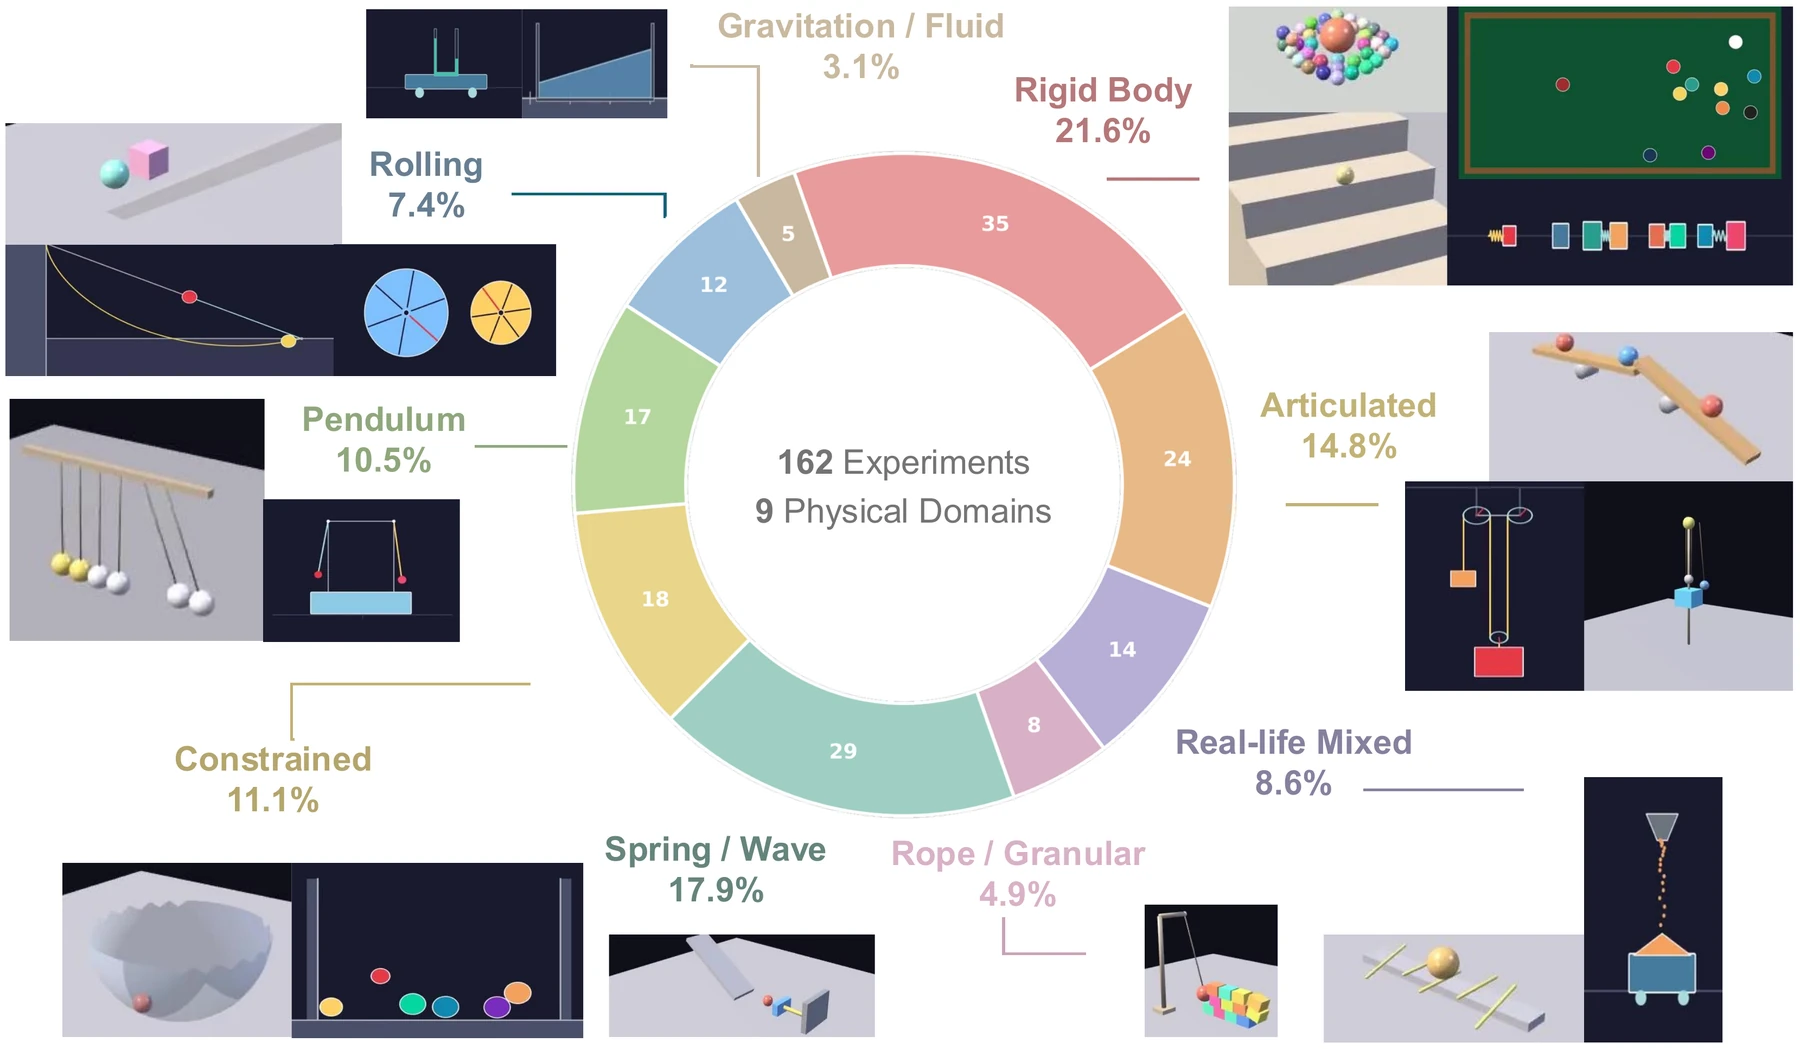 Gravitation / Fluid
3.1%
Rigid Body
21.6%
Rolling
7.4%
5
35
12
Pendulum
10.5%
17
24
Articulated
14.8%
162 Experiments
9 Physical Domains
18
14
8
29
Constrained
11.1%
Real-life Mixed
8.6%
Spring / Wave
17.9%
Rope / Granular
4.9%